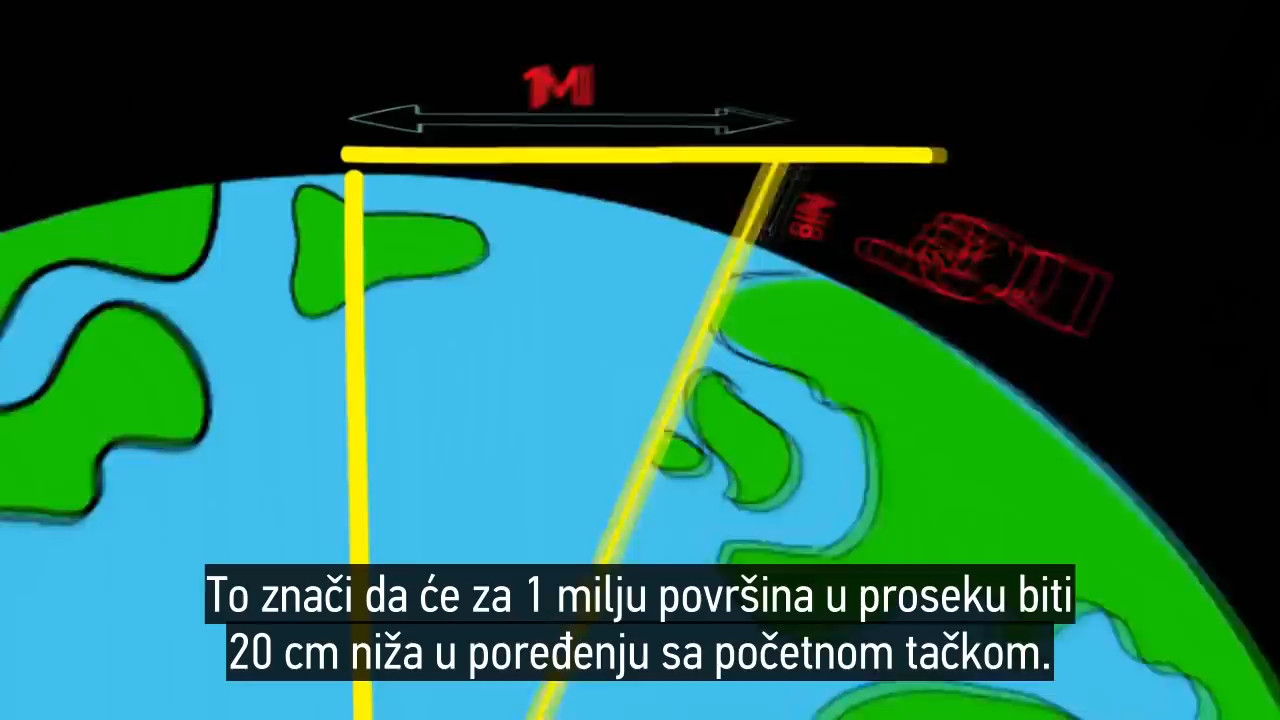 1MI
8IN
To znači da će za 1 milju površina u proseku biti
20 cm niža u poređenju sa početnom tačkom.